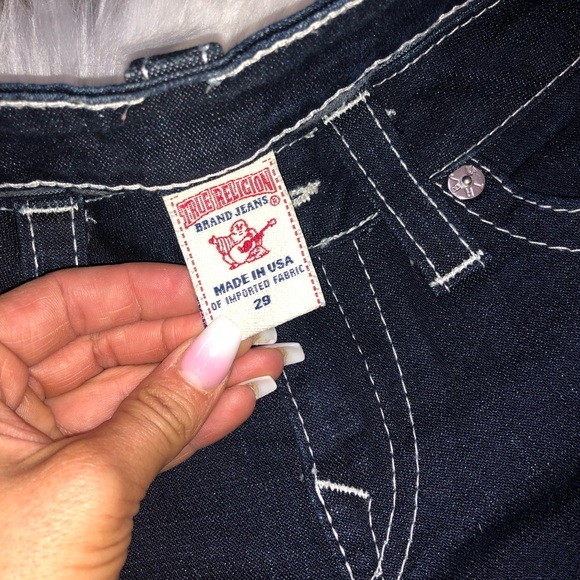 TRUE RELIGION
BRAND JEANS®
MADE IN USA
OF IMPORTED FABRIC
29